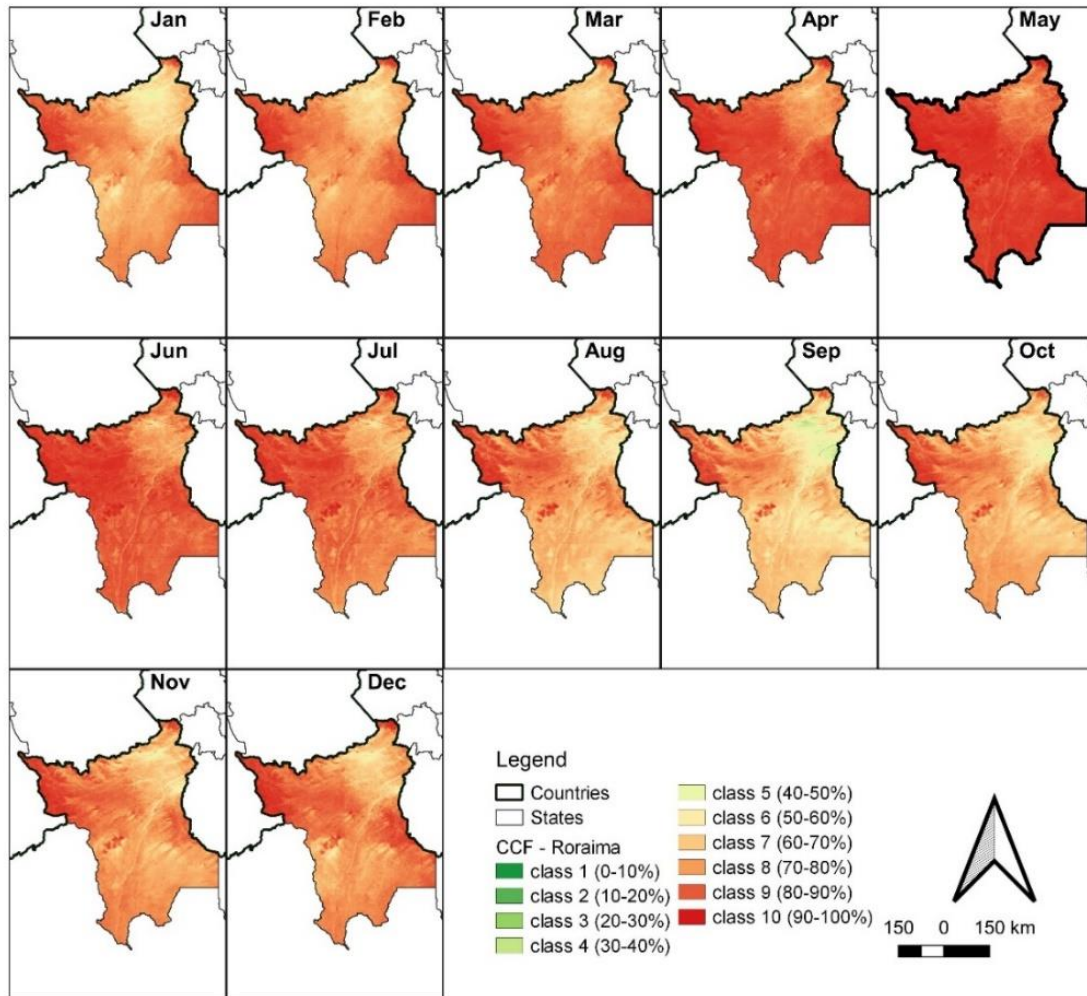 Jan
Feb
Mar
Apr
May
Jun
Jul
Aug
Sep
Oct
Nov
Dec
Legend
Countries
States
CCF - Roraima
class 1 (0-10%)
class 2 (10-20%)
class 3 (20-30%)
class 4 (30-40%)
class 5 (40-50%)
class 6 (50-60%)
class 7 (60-70%)
class 8 (70-80%)
class 9 (80-90%)
class 10 (90-100%)
150 0 150 km